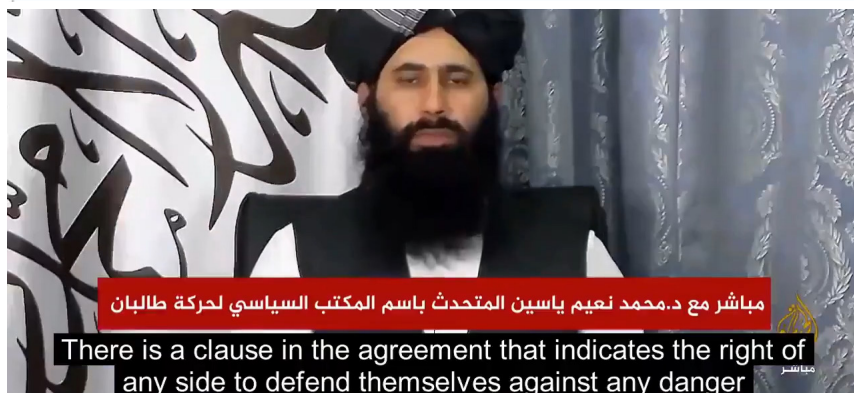 مباشر مع د.محمد نعيم ياسين المتحدث باسم المكتب السياسي لحركة طالبان
There is a clause in the agreement that indicates the right of
any side to defend themselves against any danger
مباشر